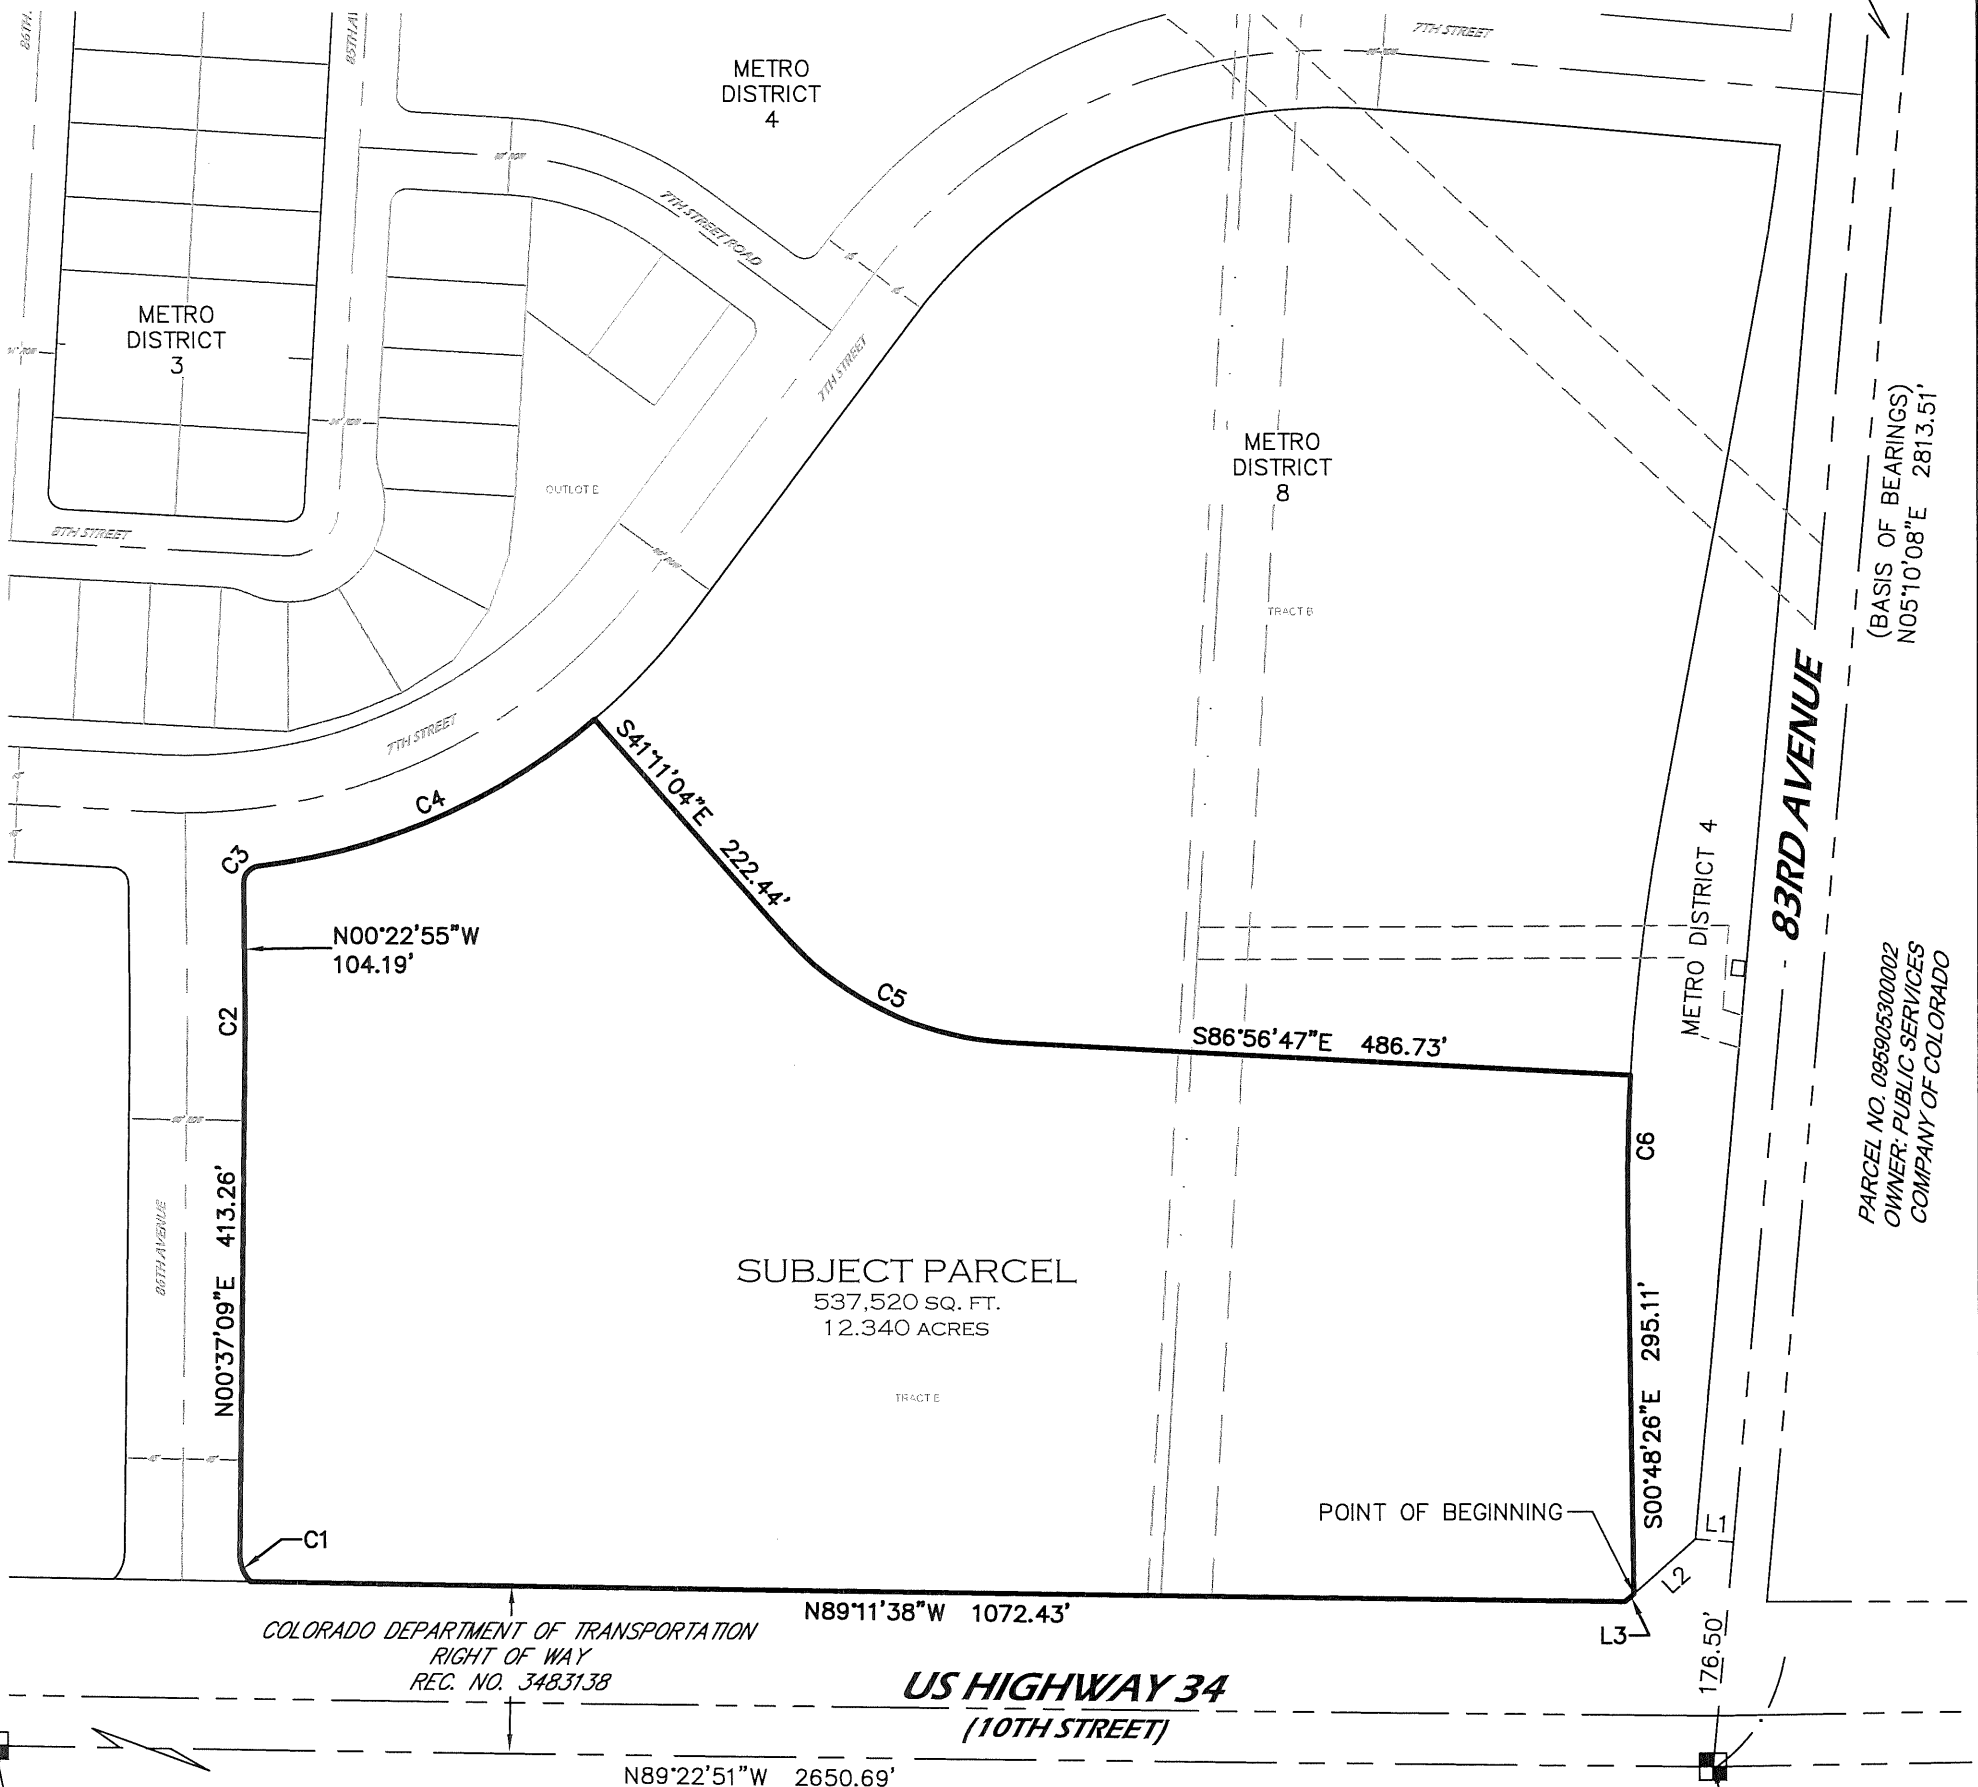 7TH STREET
METRO
DISTRICT
4
7TH STREET ROAD
METRO
DISTRICT
3
7TH STREET
METRO
DISTRICT
8
(BASIS OF BEARINGS)
N05°10'08"E 2813.51'
OUTLOT E
8TH STREET
TRACT B
7TH STREET
S41°11'04"E 222.44'
C4
C3
83RD AVENUE
METRO DISTRICT 4
N00°22'55"W
104.19'
C2
C5
S86°56'47"E 486.73'
PARCEL NO. 095905300002
OWNER: PUBLIC SERVICES
COMPANY OF COLORADO
C6
86TH AVENUE
N00°37'09"E 413.26'
SUBJECT PARCEL
537,520 SQ. FT.
12.340 ACRES
S00°48'26"E 295.11'
TRACT E
POINT OF BEGINNING
L1
C1
L2
N89°11'38"W 1072.43'
L3
COLORADO DEPARTMENT OF TRANSPORTATION
RIGHT OF WAY
REC. NO. 3483138
176.50'
US HIGHWAY 34
(10TH STREET)
N89°22'51"W 2650.69'